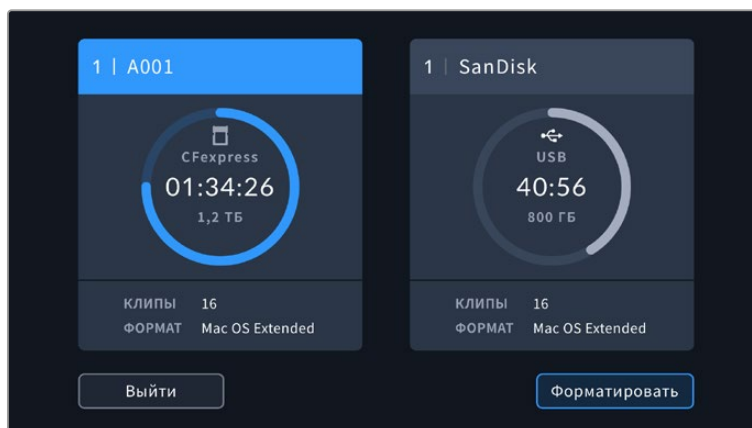 1 | A001
CFexpress
01:34:26
1,2 ТБ
КЛИПЫ 16
ФОРМАТ Mac OS Extended
1 | SanDisk
USB
40:56
800 ГБ
КЛИПЫ 16
ФОРМАТ Mac OS Extended
Выйти
Форматировать